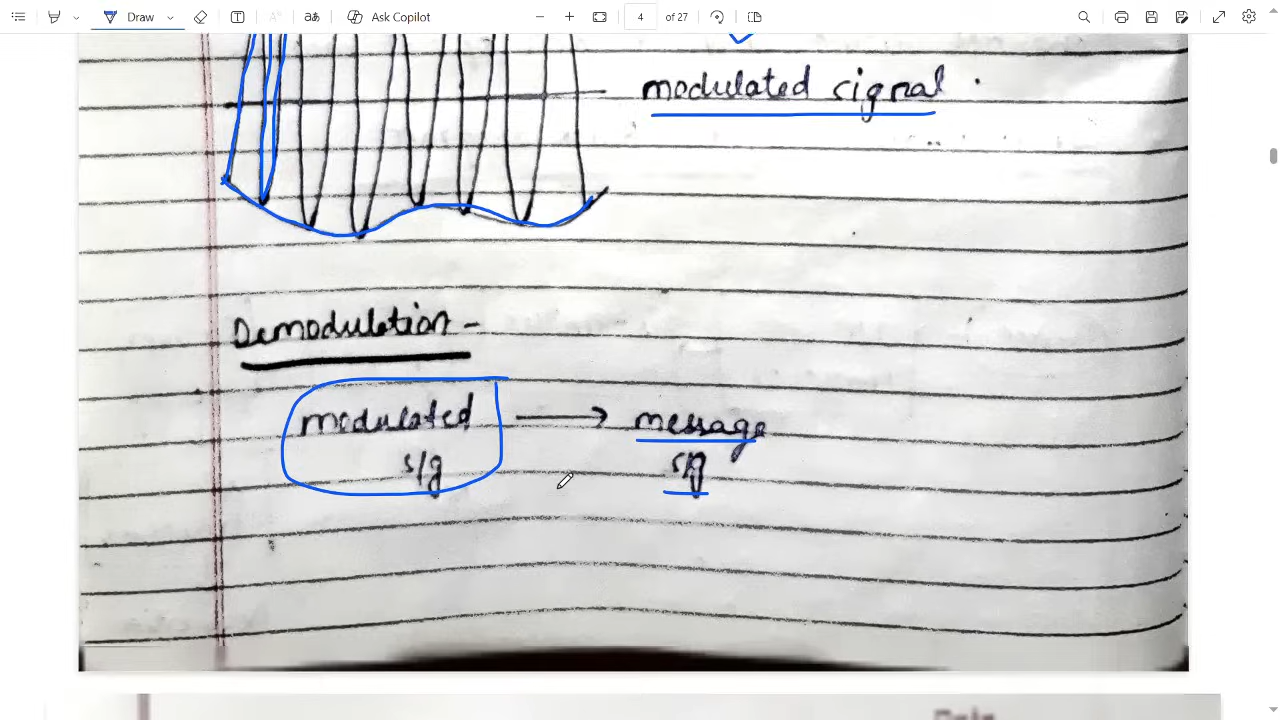 Draw
Ask Copilot
4 of 27
modulated signal
Demodulation -
modulated → message
s/g s/g